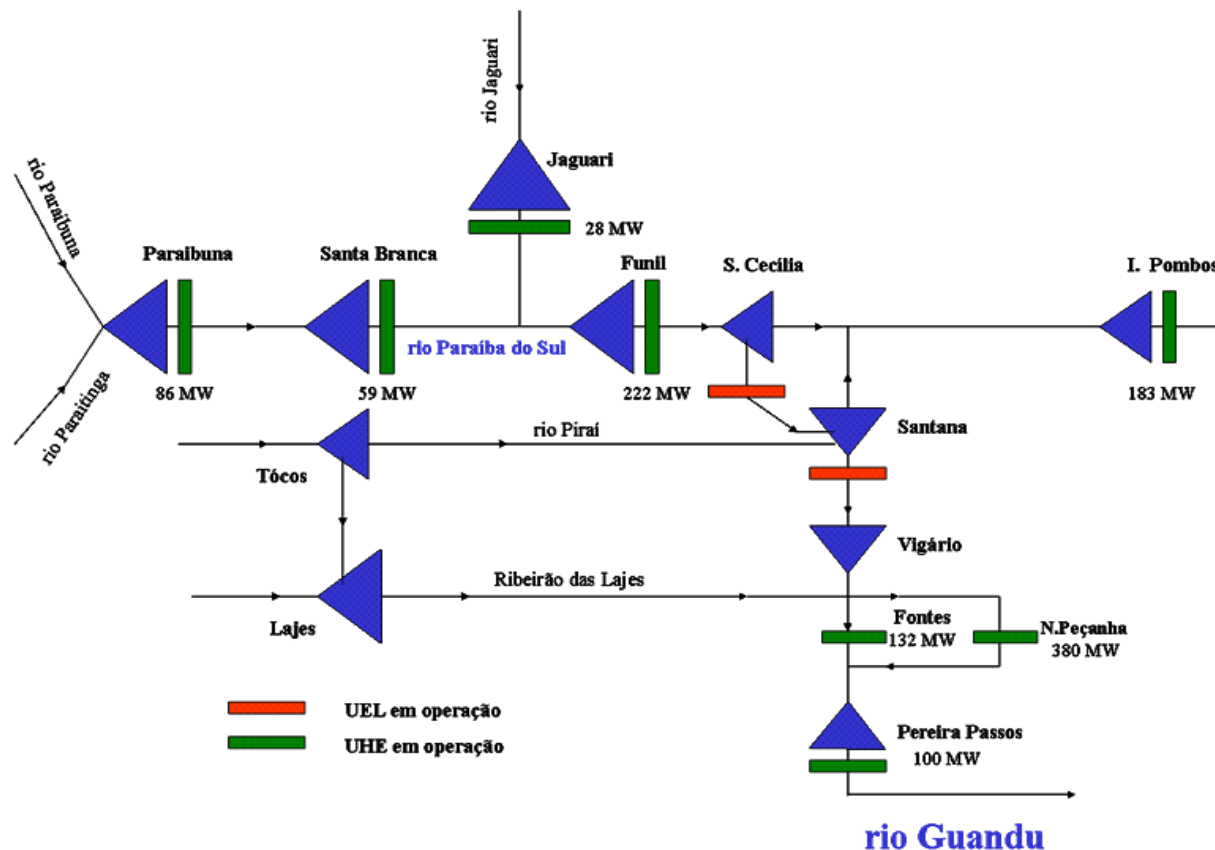 rio Jaguari
Jaguari
28 MW
rio Paraíbuna
Paraibuna
Santa Branca
Funil
S. Cecília
I. Pombos
rio Paraíba do Sul
rio Paraitinga
86 MW
59 MW
222 MW
183 MW
Santana
rio Piraí
Tócos
Vigário
Ribeirão das Lajes
Lajes
Fontes
132 MW
N.Peçanha
380 MW
UEL em operação
UHE em operação
Pereira Passos
100 MW
rio Guandu